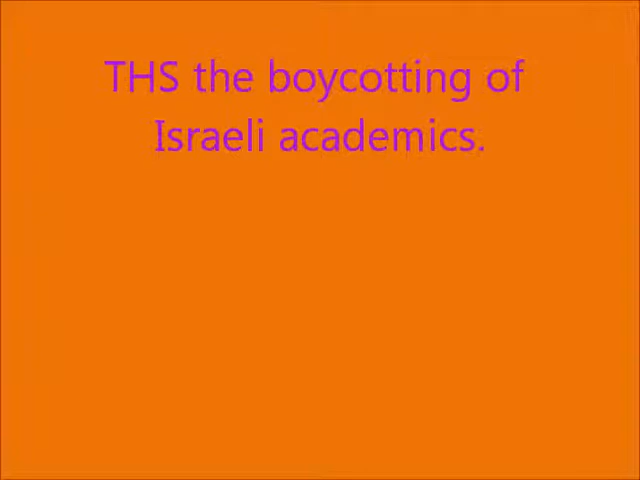 THS the boycotting of
Israeli academics.